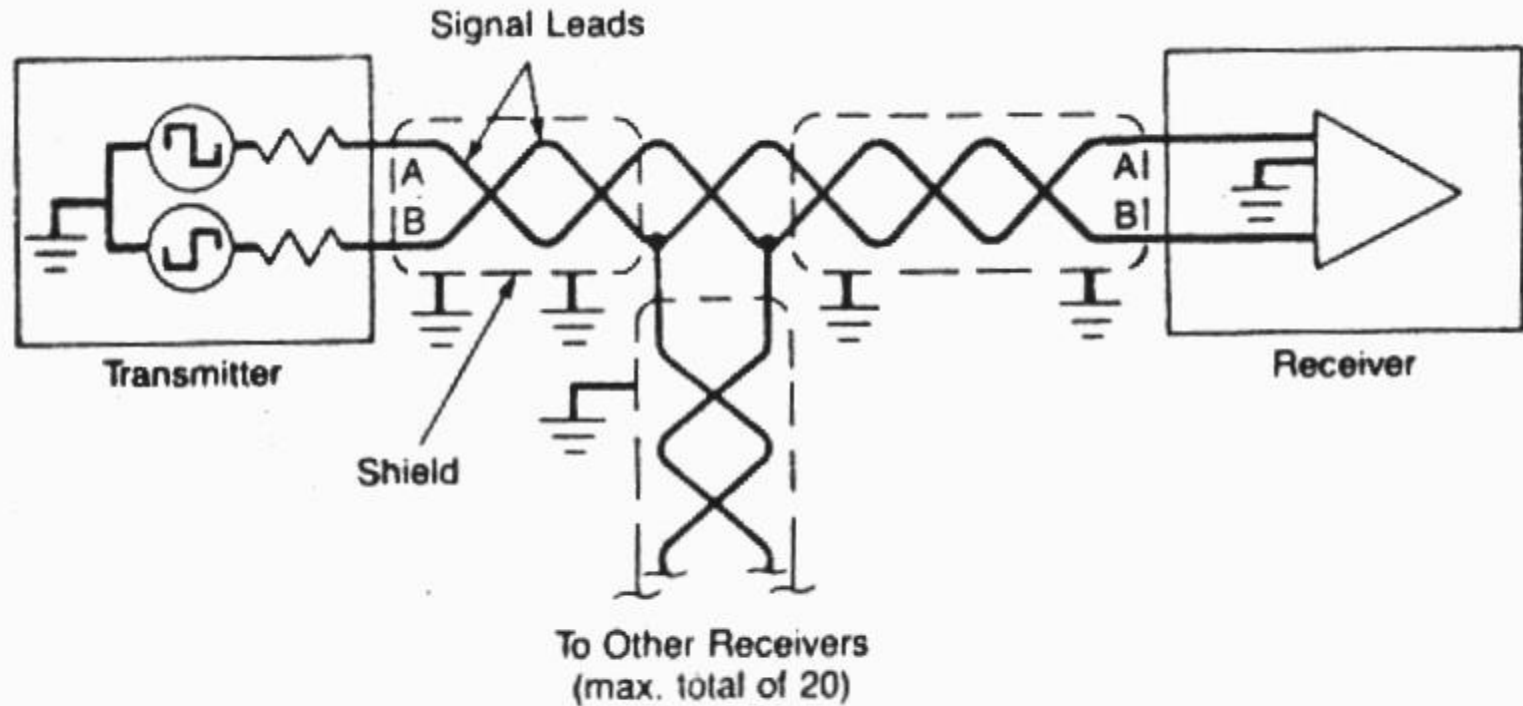 Signal Leads
A
B
A
B
Transmitter
Receiver
Shield
To Other Receivers
(max. total of 20)